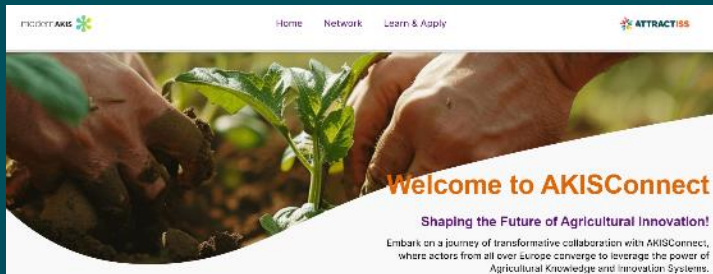 modernAKIS
Home Network Learn & Apply
ATTRACTISS
Welcome to AKISConnect
Shaping the Future of Agricultural Innovation!
Embark on a journey of transformative collaboration with AKISConnect,
where actors from all over Europe converge to leverage the power of
Agricultural Knowledge and Innovation Systems.